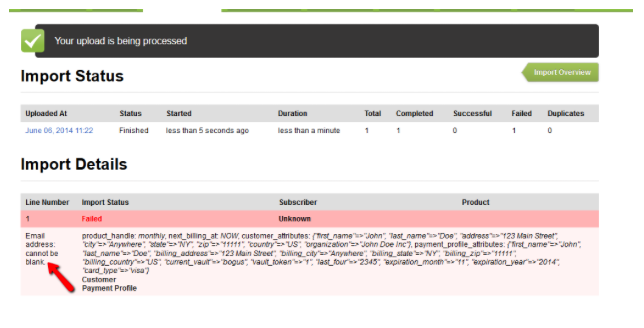 Your upload is being processed
Import Status
Import Overview
Uploaded At Status Started Duration Total Completed Successful Failed Duplicates
June 06, 2014 11:22 Finished less than 5 seconds ago less than a minute 1 1 0 1 0
Import Details
Line Number Import Status Subscriber Product
1 Failed Unknown
Email address: cannot be blank.
product_handle: monthly, next_billing_at: NOW, customer_attributes: {"first_name"=>"John", "last_name"=>"Doe", "address"=>"123 Main Street",
"city"=>"Anywhere", "state"=>"NY", "zip"=>"11111", "country"=>"US", "organization"=>"John Doe Inc"}, payment_profile_attributes: {"first_name"=>"John",
"last_name"=>"Doe", "billing_address"=>"123 Main Street", "billing_city"=>"Anywhere", "billing_state"=>"NY", "billing_zip"=>"11111",
"billing_country"=>"US", "current_vault"=>"bogus", "vault_token"=>"1", "last_four"=>"2345", "expiration_month"=>"11", "expiration_year"=>"2014",
"card_type"=>"visa"}
Customer
Payment Profile